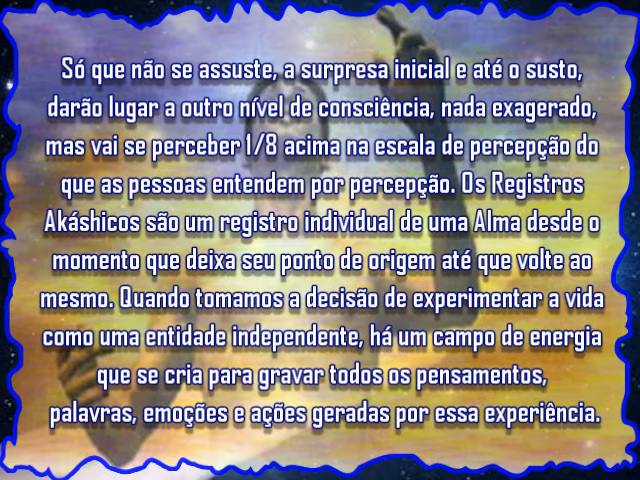 Só que não se assuste, a surpresa inicial e até o susto,
darão lugar a outro nível de consciência, nada exagerado,
mas vai se perceber 1/8 acima na escala de percepção do
que as pessoas entendem por percepção. Os Registros
Akáshicos são um registro individual de uma Alma desde o
momento que deixa seu ponto de origem até que volte ao
mesmo. Quando tomamos a decisão de experimentar a vida
como uma entidade independente, há um campo de energia
que se cria para gravar todos os pensamentos,
palavras, emoções e ações geradas por essa experiência.